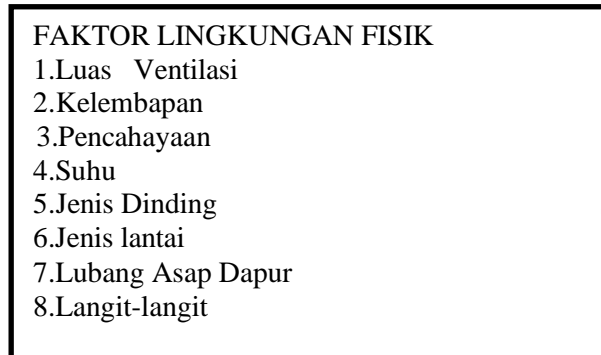 FAKTOR LINGKUNGAN FISIK
1.Luas Ventilasi
2.Kelembapan
3.Pencahayaan
4.Suhu
5.Jenis Dinding
6.Jenis lantai
7.Lubang Asap Dapur
8.Langit-langit